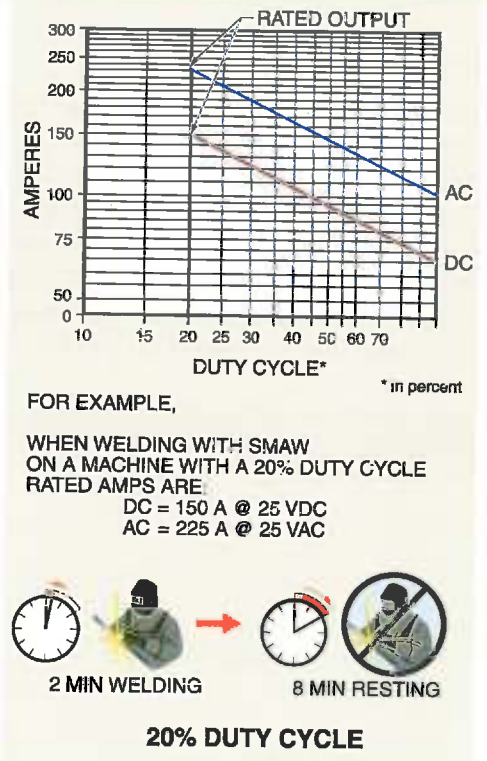 RATED OUTPUT
300
250
200
150
100
75
50
0
AMPERES
AC
DC
10 15 20 25 30 40 50 60 70
DUTY CYCLE*
* in percent
FOR EXAMPLE,
WHEN WELDING WITH SMAW
ON A MACHINE WITH A 20% DUTY CYCLE
RATED AMPS ARE
DC = 150 A @ 25 VDC
AC = 225 A @ 25 VAC
2 MIN WELDING
8 MIN RESTING
20% DUTY CYCLE